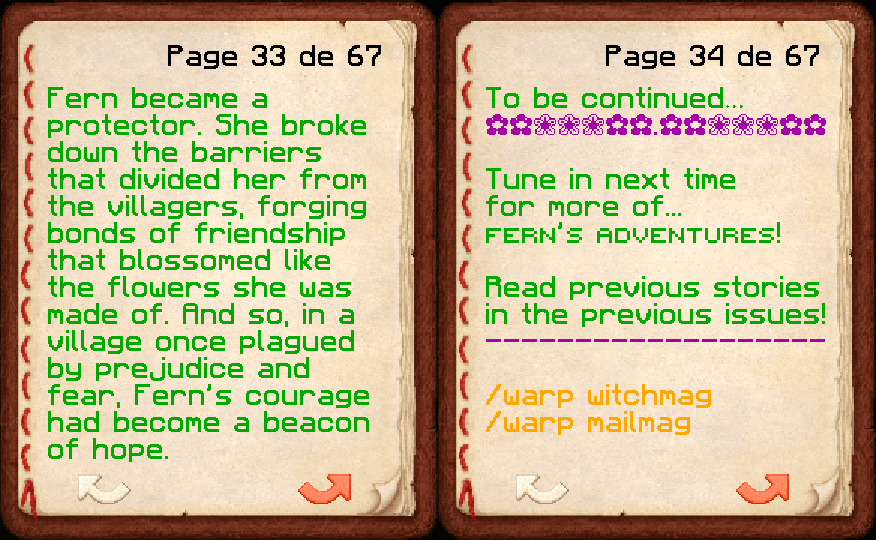 Page 33 de 67
Fern became a
protector. She broke
down the barriers
that divided her from
the villagers, forging
bonds of friendship
that blossomed like
the flowers she was
made of. And so, in a
village once plagued
by prejudice and
fear, Fern's courage
had become a beacon
of hope.
Page 34 de 67
To be continued...
✿✿❀❀❀✿✿.✿✿❀❀❀✿✿
Tune in next time
for more of...
FERN'S ADVENTURES!
Read previous stories
in the previous issues!
--------------------
/warp witchmag
/warp mailmag